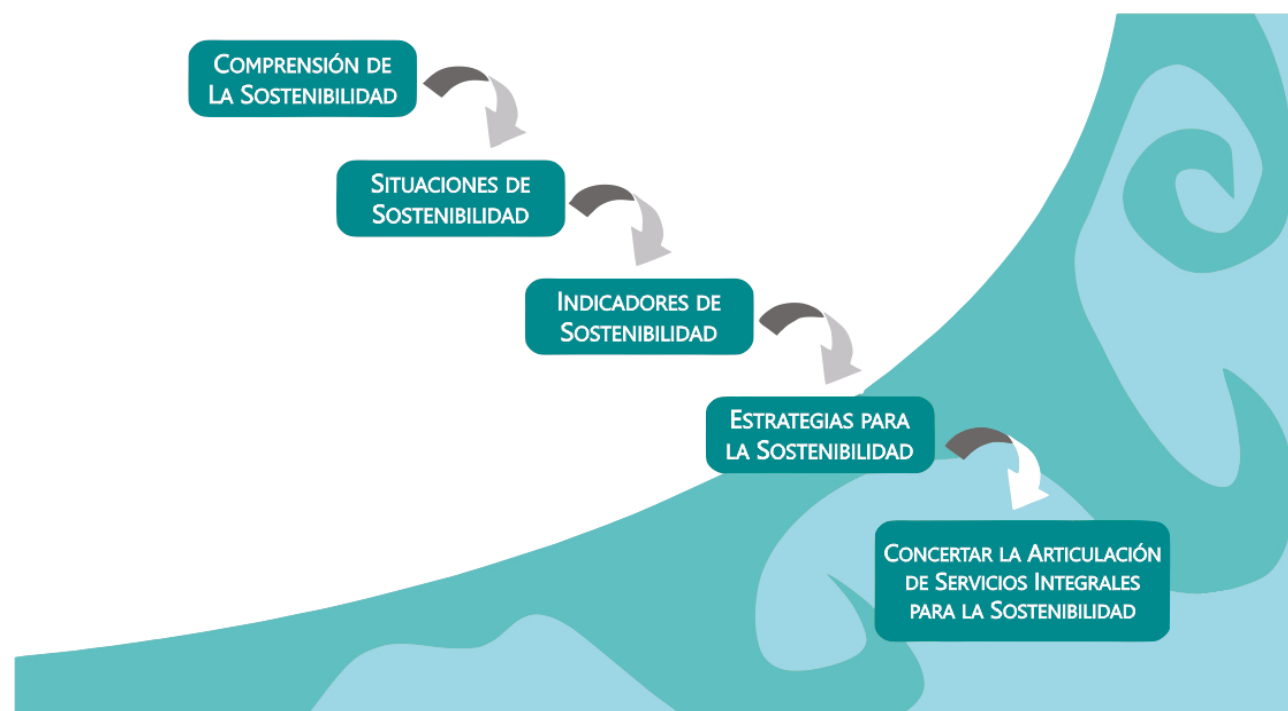 COMPRENSIÓN DE
LA SOSTENIBILIDAD
SITUACIONES DE
SOSTENIBILIDAD
INDICADORES DE
SOSTENIBILIDAD
ESTRATEGIAS PARA
LA SOSTENIBILIDAD
CONCERTAR LA ARTICULACIÓN
DE SERVICIOS INTEGRALES
PARA LA SOSTENIBILIDAD